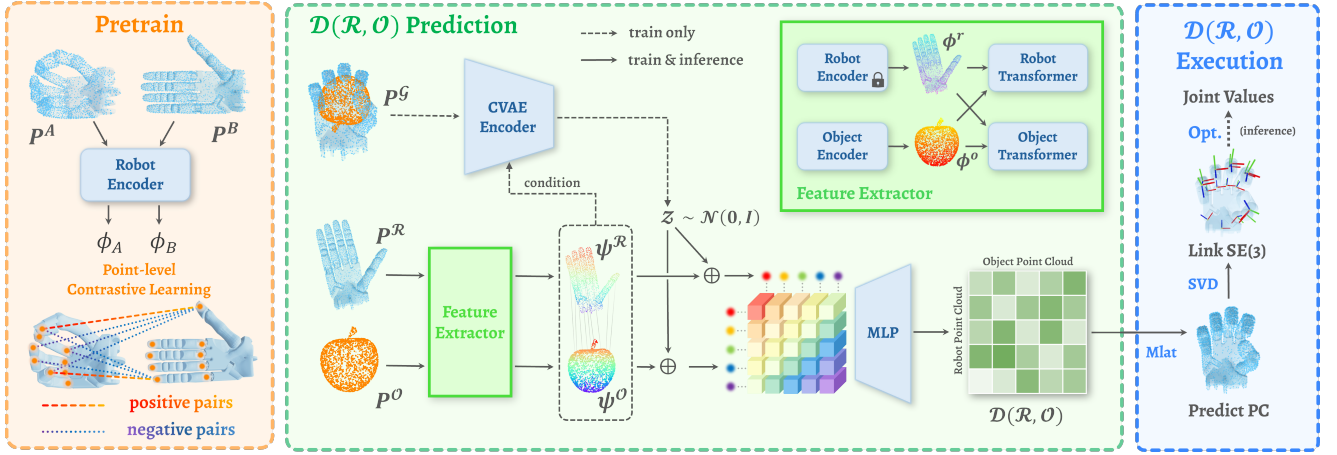 Pretrain
P^A
P^B
Robot
Encoder
ϕ_A
ϕ_B
Point-level
Contrastive Learning
positive pairs
negative pairs
𝒟(ℛ, 𝒪) Prediction
train only
train & inference
P^𝒢
CVAE
Encoder
condition
𝓏 ~ 𝒩(0, I)
P^ℛ
P^𝒪
Feature
Extractor
ψ^ℛ
ψ^𝒪
MLP
Object Point Cloud
Robot Point Cloud
𝒟(ℛ, 𝒪)
Robot
Encoder
ϕ^r
Robot
Transformer
Object
Encoder
ϕ^o
Object
Transformer
Feature Extractor
𝒟(ℛ, 𝒪)
Execution
Joint Values
Opt. (inference)
Link SE(3)
SVD
Mlat
Predict PC